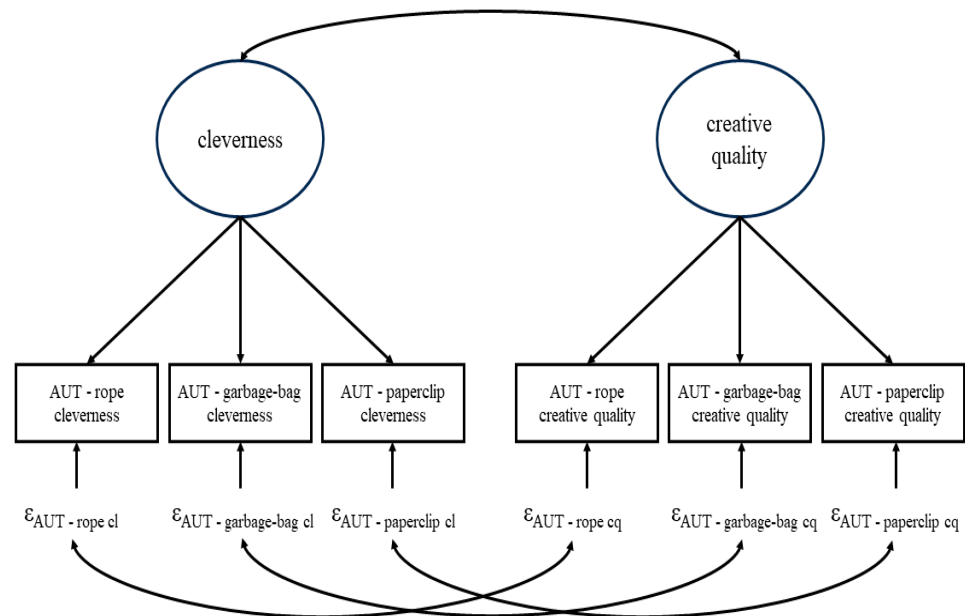 cleverness
creative
quality
AUT - rope
cleverness
AUT - garbage-bag
cleverness
AUT - paperclip
cleverness
AUT - rope
creative quality
AUT - garbage-bag
creative quality
AUT - paperclip
creative quality
εAUT - rope cl
εAUT - garbage-bag cl
εAUT - paperclip cl
εAUT - rope cq
εAUT - garbage-bag cq
εAUT - paperclip cq